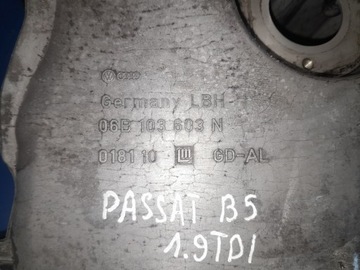 Germany LBH
06B 103 603 N
018110 GD-AL
PASSAT B5
1.9TDI